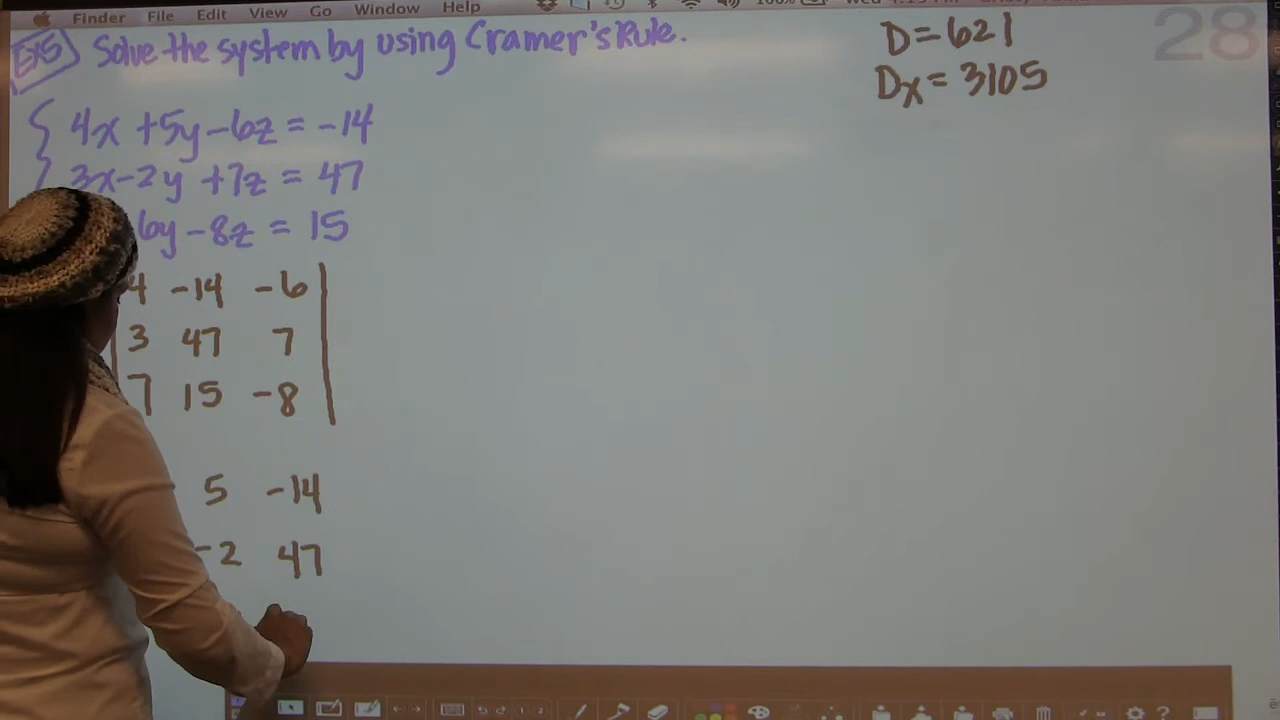 Finder File Edit View Go Window Help
EX5 Solve the system by using Cramer's Rule.
D = 621
28
Dx = 3105
4x +5y -6z = -14
3x -2y +7z = 47
6y -8z = 15
4 -14 -6
3 47 7
7 15 -8
5 -14
-2 47